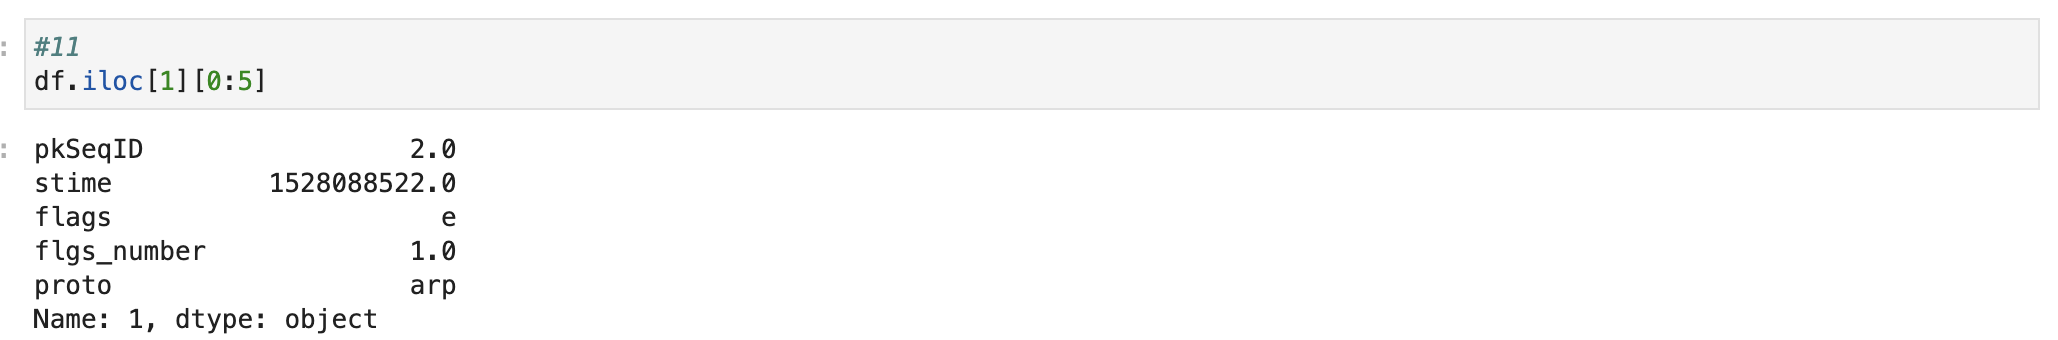 : #11
df.iloc[1][0:5]
: pkSeqID 2.0
stime 1528088522.0
flags e
flgs_number 1.0
proto arp
Name: 1, dtype: object